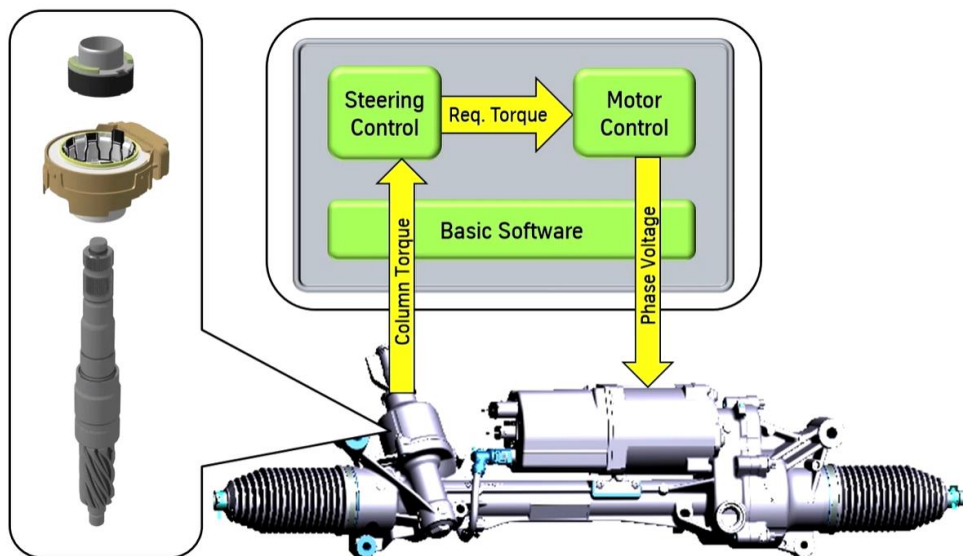 Steering
Control
Req. Torque
Motor
Control
Basic Software
Column Torque
Phase Voltage